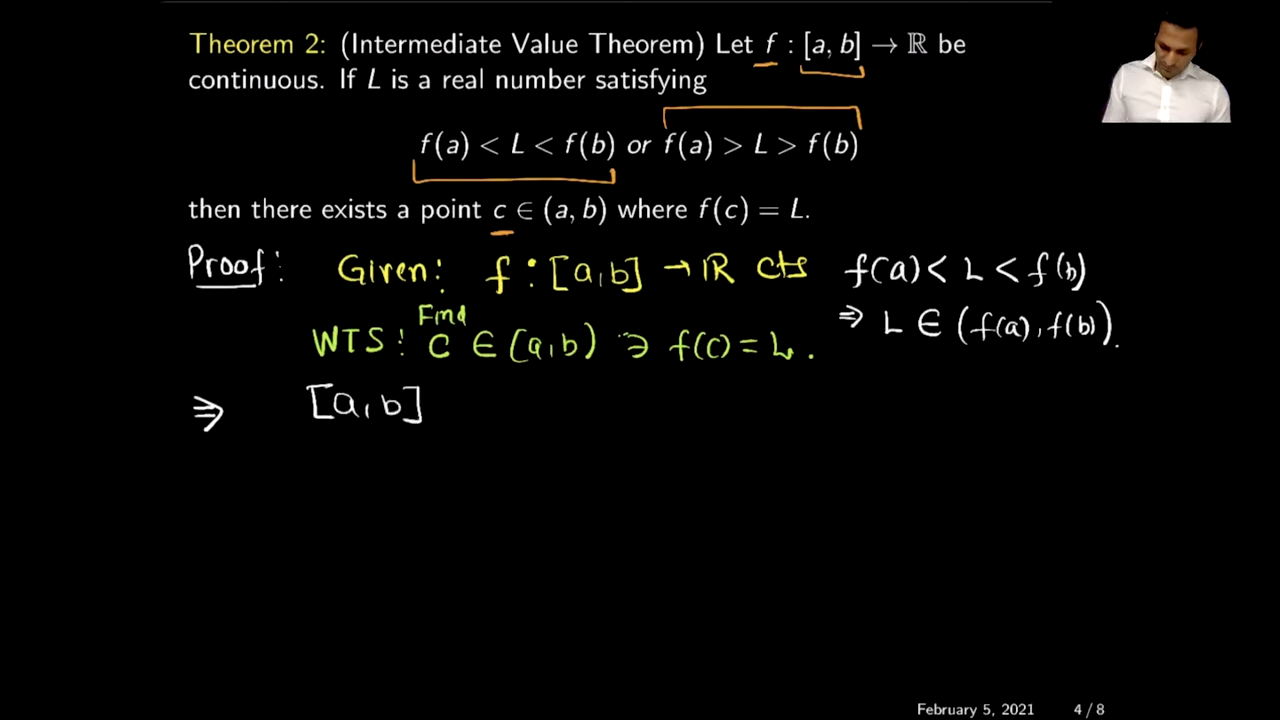 Theorem 2: (Intermediate Value Theorem) Let f : [a, b] → ℝ be
continuous. If L is a real number satisfying
f(a) < L < f(b) or f(a) > L > f(b)
then there exists a point c ∈ (a, b) where f(c) = L.
Proof: Given: f : [a,b] → ℝ cts f(a) < L < f(b)
⇒ L ∈ (f(a), f(b)).
WTS: Find c ∈ (a,b) ∋ f(c) = L.
⇒ [a,b]
February 5, 2021 4 / 8